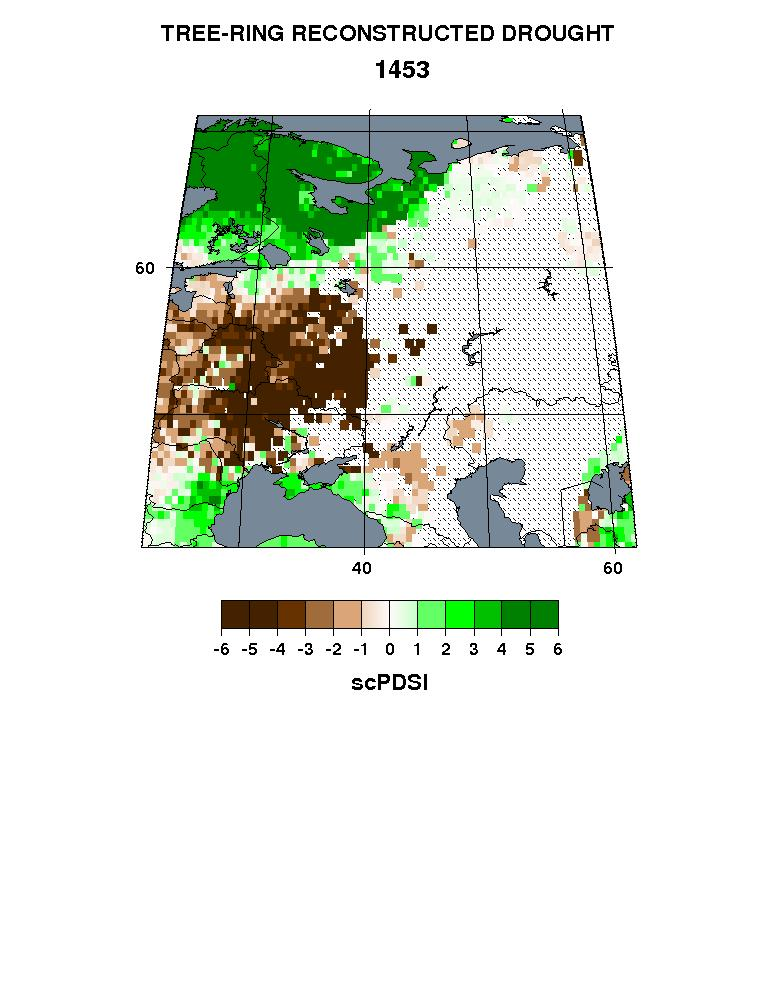 TREE-RING RECONSTRUCTED DROUGHT
1453
60
40 60
-6 -5 -4 -3 -2 -1 0 1 2 3 4 5 6
scPDSI